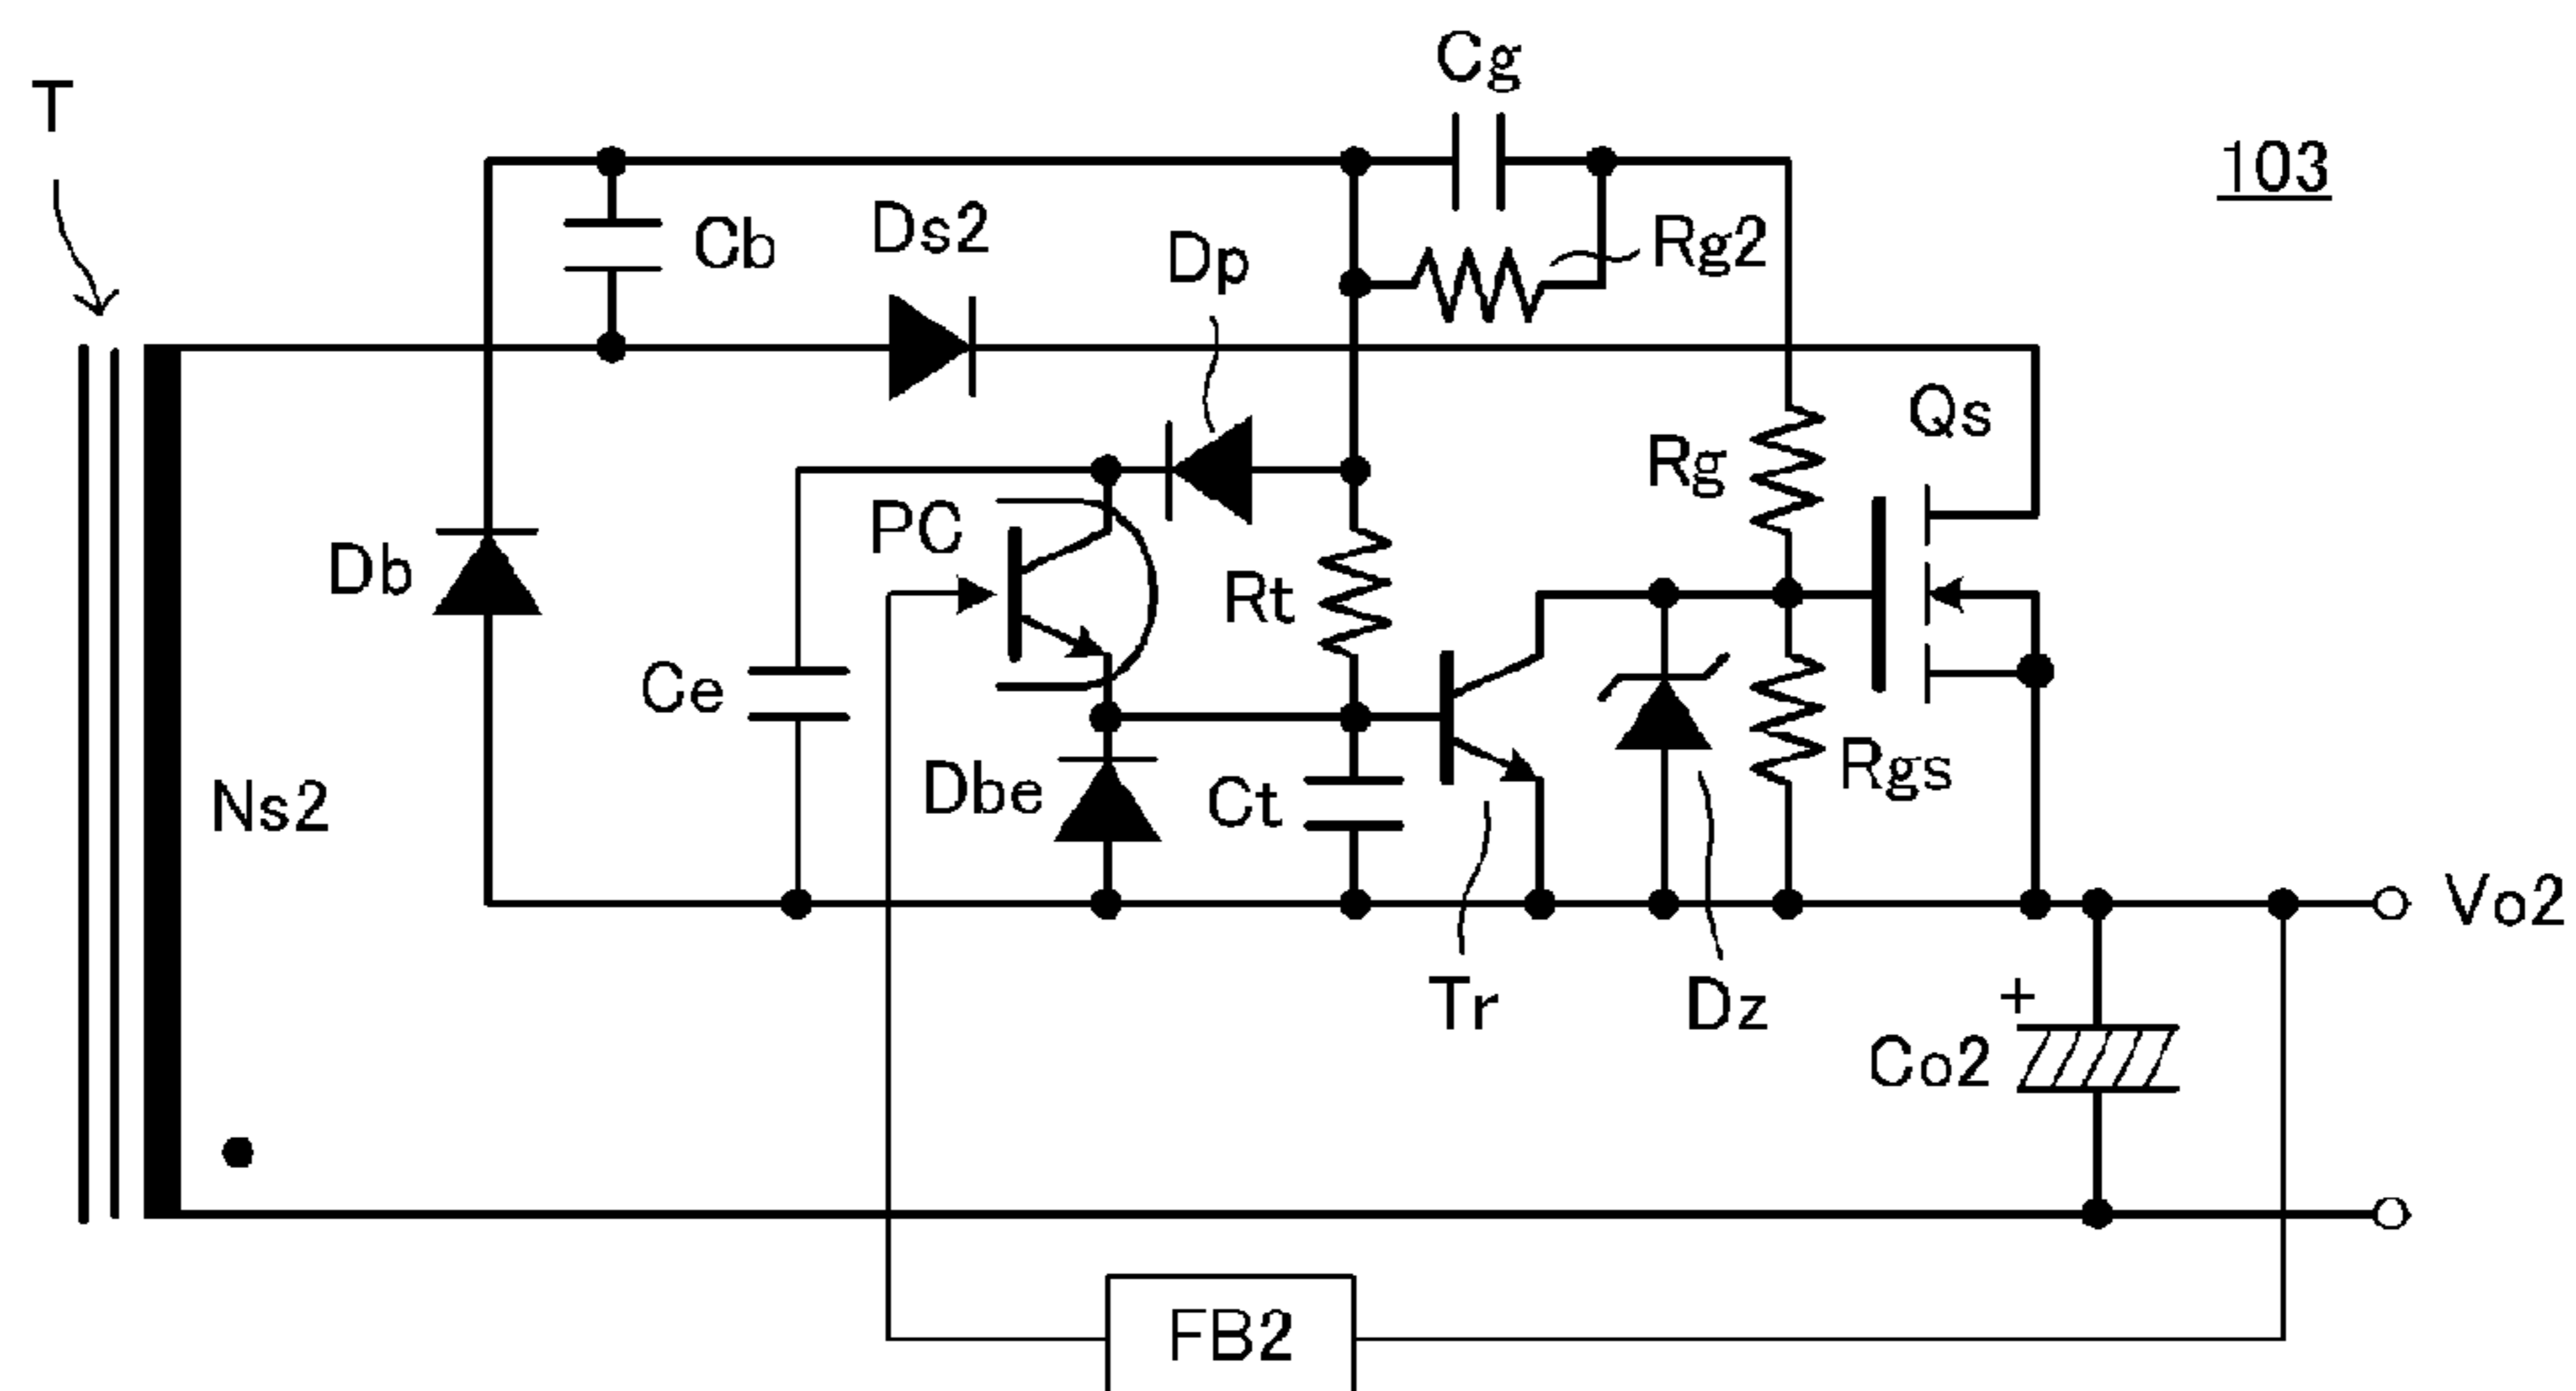 Cg
T
103
Ds2
Rg2
Cb
Dp
Qs
Rg
PC
Db
Rt
Ce
Dbe
Ct
Rgs
Ns2
Vo2
Tr
Dz
+
Co2
FB2